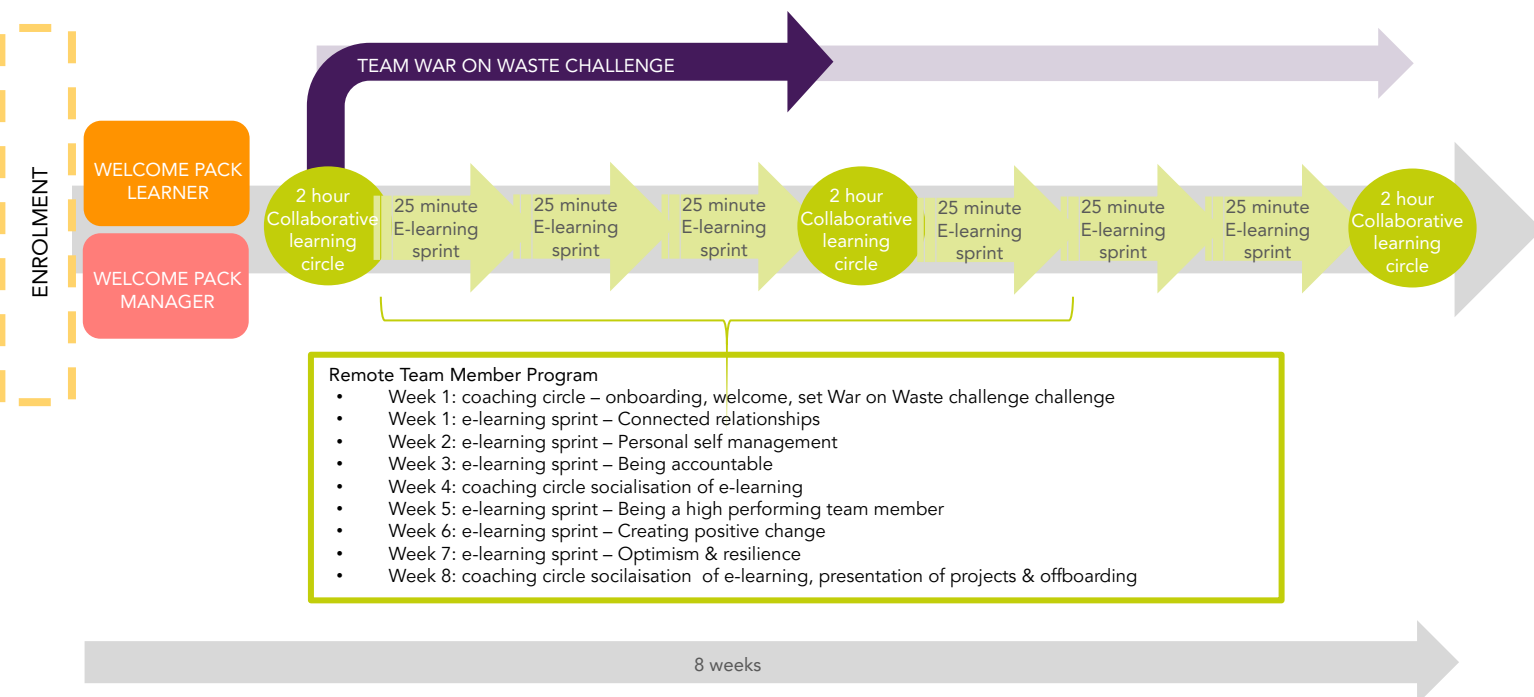 TEAM WAR ON WASTE CHALLENGE
ENROLMENT
WELCOME PACK
LEARNER
WELCOME PACK
MANAGER
2 hour
Collaborative
learning
circle
25 minute
E-learning
sprint
25 minute
E-learning
sprint
25 minute
E-learning
sprint
2 hour
Collaborative
learning
circle
25 minute
E-learning
sprint
25 minute
E-learning
sprint
25 minute
E-learning
sprint
2 hour
Collaborative
learning
circle
Remote Team Member Program
• Week 1: coaching circle – onboarding, welcome, set War on Waste challenge challenge
• Week 1: e-learning sprint – Connected relationships
• Week 2: e-learning sprint – Personal self management
• Week 3: e-learning sprint – Being accountable
• Week 4: coaching circle socialisation of e-learning
• Week 5: e-learning sprint – Being a high performing team member
• Week 6: e-learning sprint – Creating positive change
• Week 7: e-learning sprint – Optimism & resilience
• Week 8: coaching circle socilaisation of e-learning, presentation of projects & offboarding
8 weeks